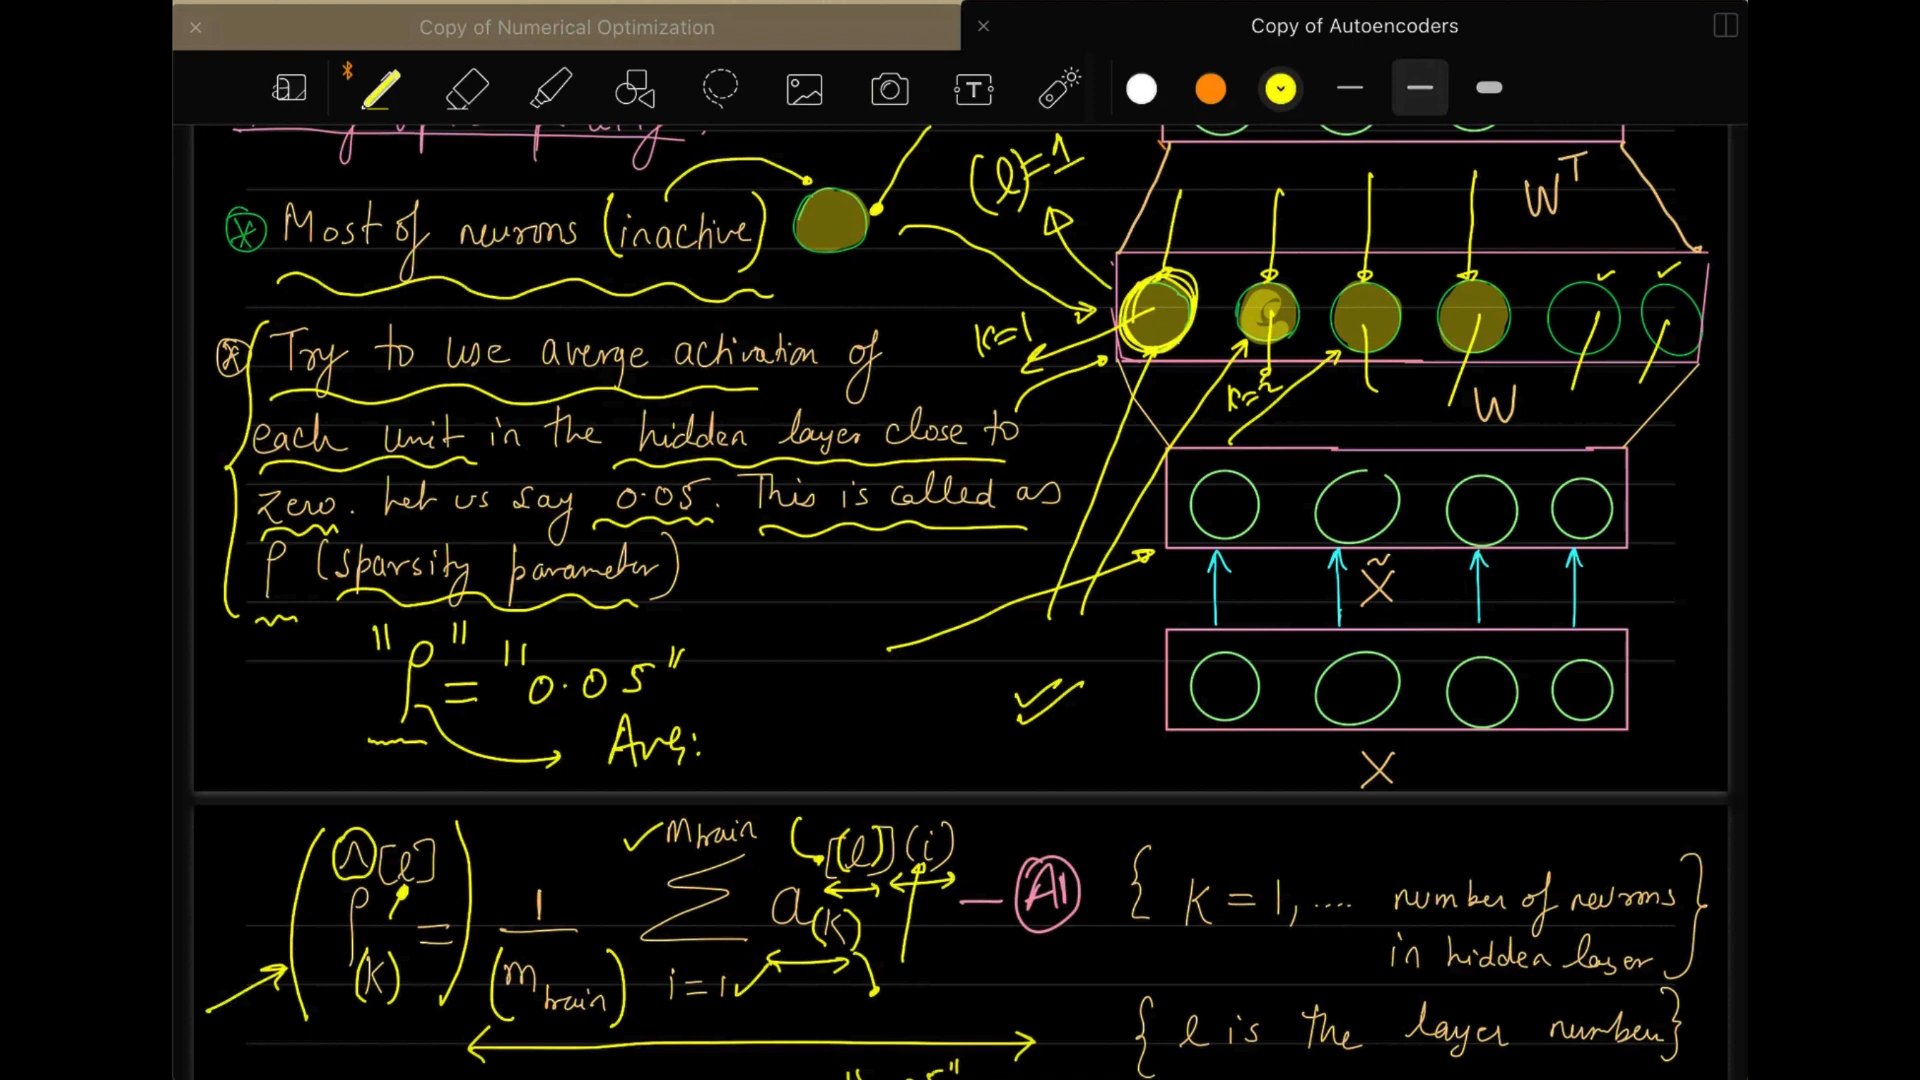 Copy of Numerical Optimization
Copy of Autoencoders
(l)=1
W^T
Most of neurons (inactive)
K=1
Try to use averge activation of
K=2
W
each unit in the hidden layer close to
zero. Let us say 0.05. This is called as
ρ (sparsity parameter)
X̃
"ρ" = "0.05"
Avg:
X
ρ̂^[l]_(K) = 1/(m_train) Σ_{i=1}^{m_train} a_(K)^[l](i) — A1
{ K = 1, .... number of neurons
in hidden layer }
{ l is the layer number }